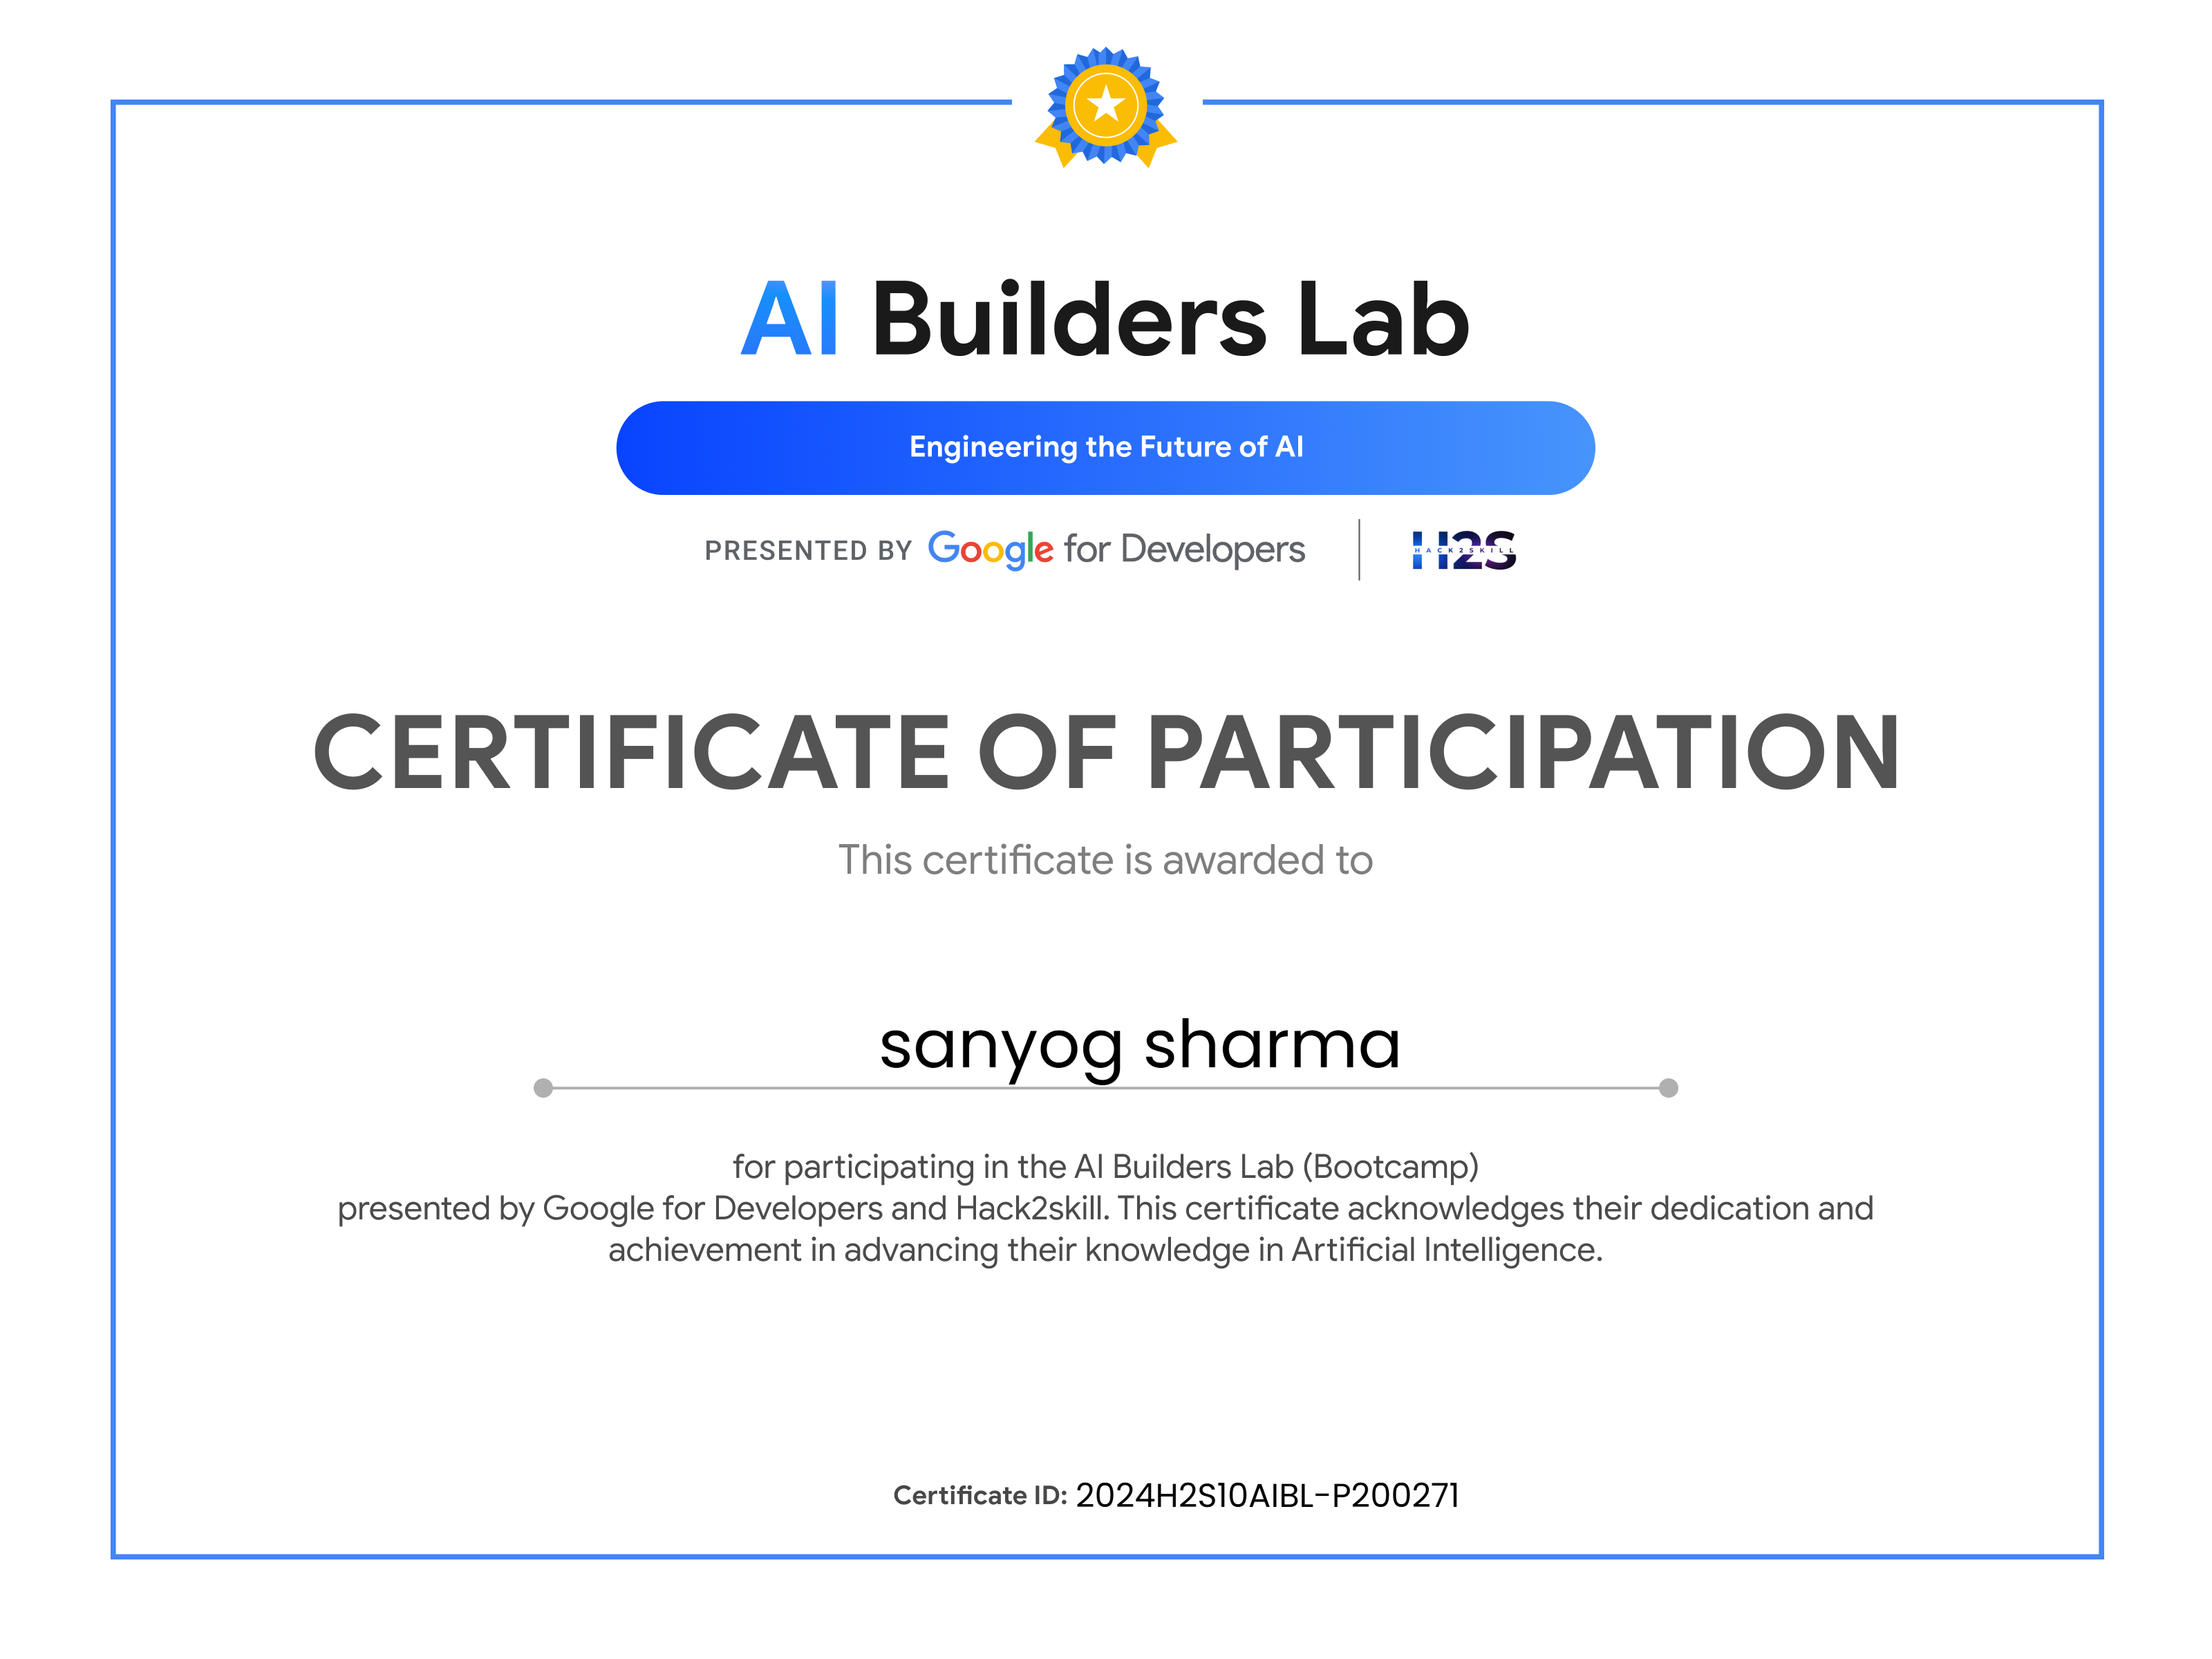 AI Builders Lab
Engineering the Future of AI
PRESENTED BY Google for Developers
H2S
HACK2SKILL
CERTIFICATE OF PARTICIPATION
This certificate is awarded to
sanyog sharma
for participating in the AI Builders Lab (Bootcamp)
presented by Google for Developers and Hack2skill. This certificate acknowledges their dedication and
achievement in advancing their knowledge in Artificial Intelligence.
Certificate ID: 2024H2S10AIBL-P200271